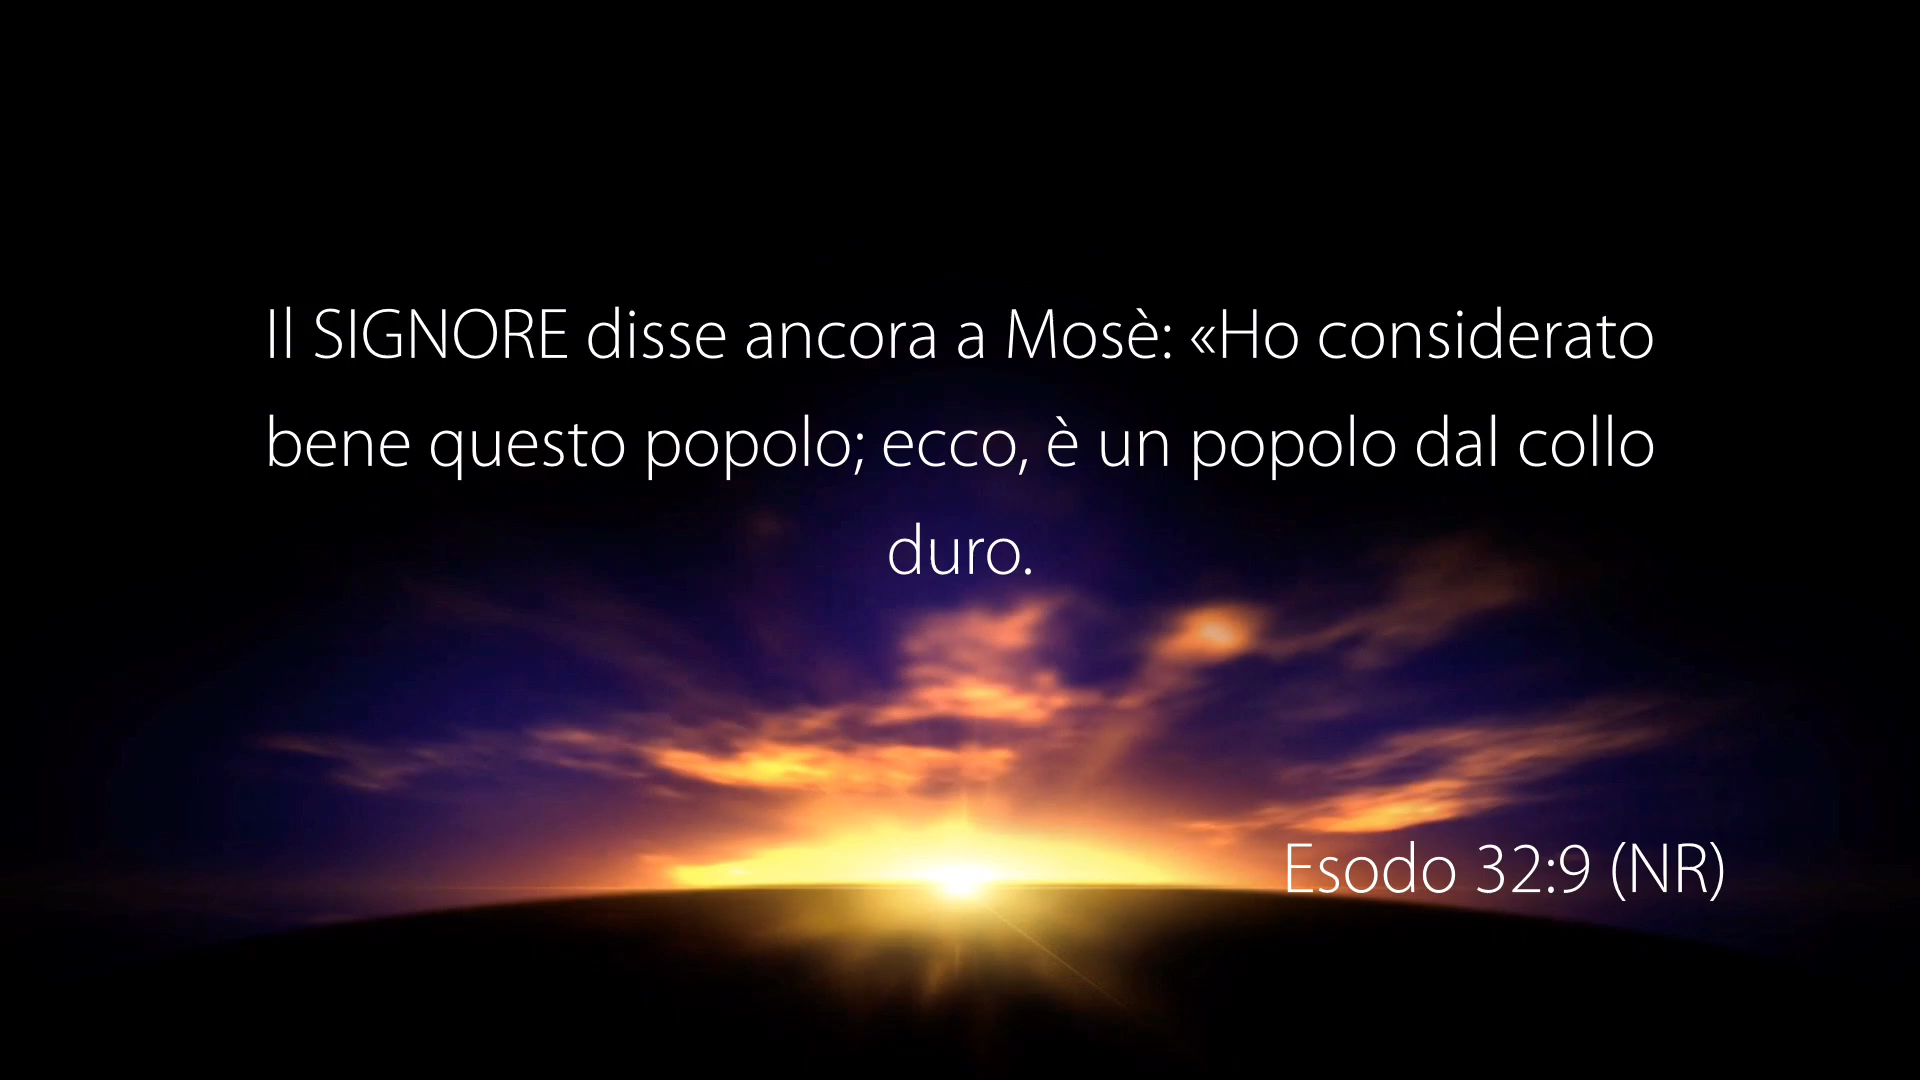 Il SIGNORE disse ancora a Mosè: «Ho considerato
bene questo popolo; ecco, è un popolo dal collo
duro.
Esodo 32:9 (NR)